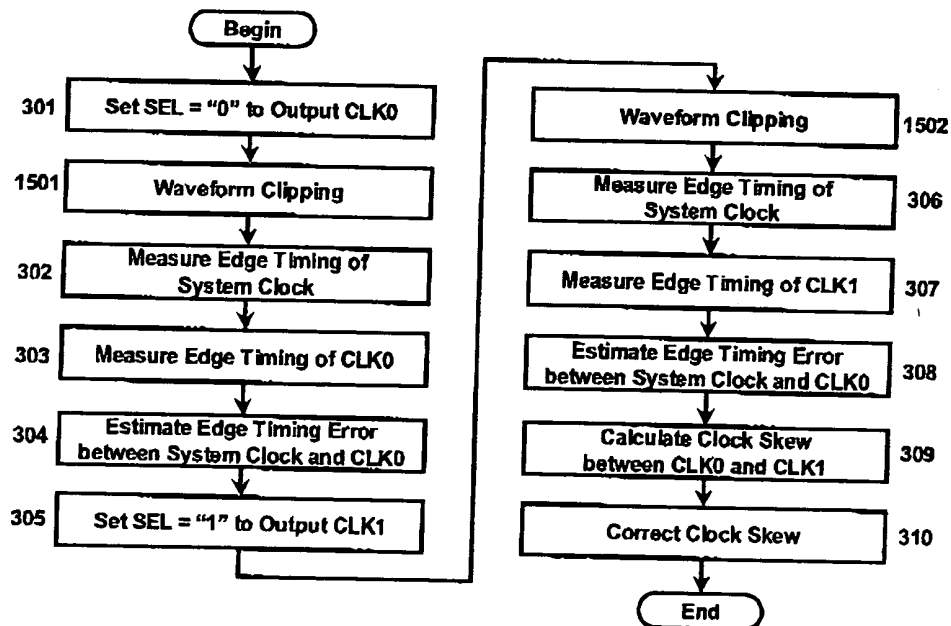 Begin
301
Set SEL = "0" to Output CLK0
1501
Waveform Clipping
302
Measure Edge Timing of
System Clock
303
Measure Edge Timing of CLK0
304
Estimate Edge Timing Error
between System Clock and CLK0
305
Set SEL = "1" to Output CLK1
Waveform Clipping
1502
Measure Edge Timing of
System Clock
306
Measure Edge Timing of CLK1
307
Estimate Edge Timing Error
between System Clock and CLK0
308
Calculate Clock Skew
between CLK0 and CLK1
309
Correct Clock Skew
310
End